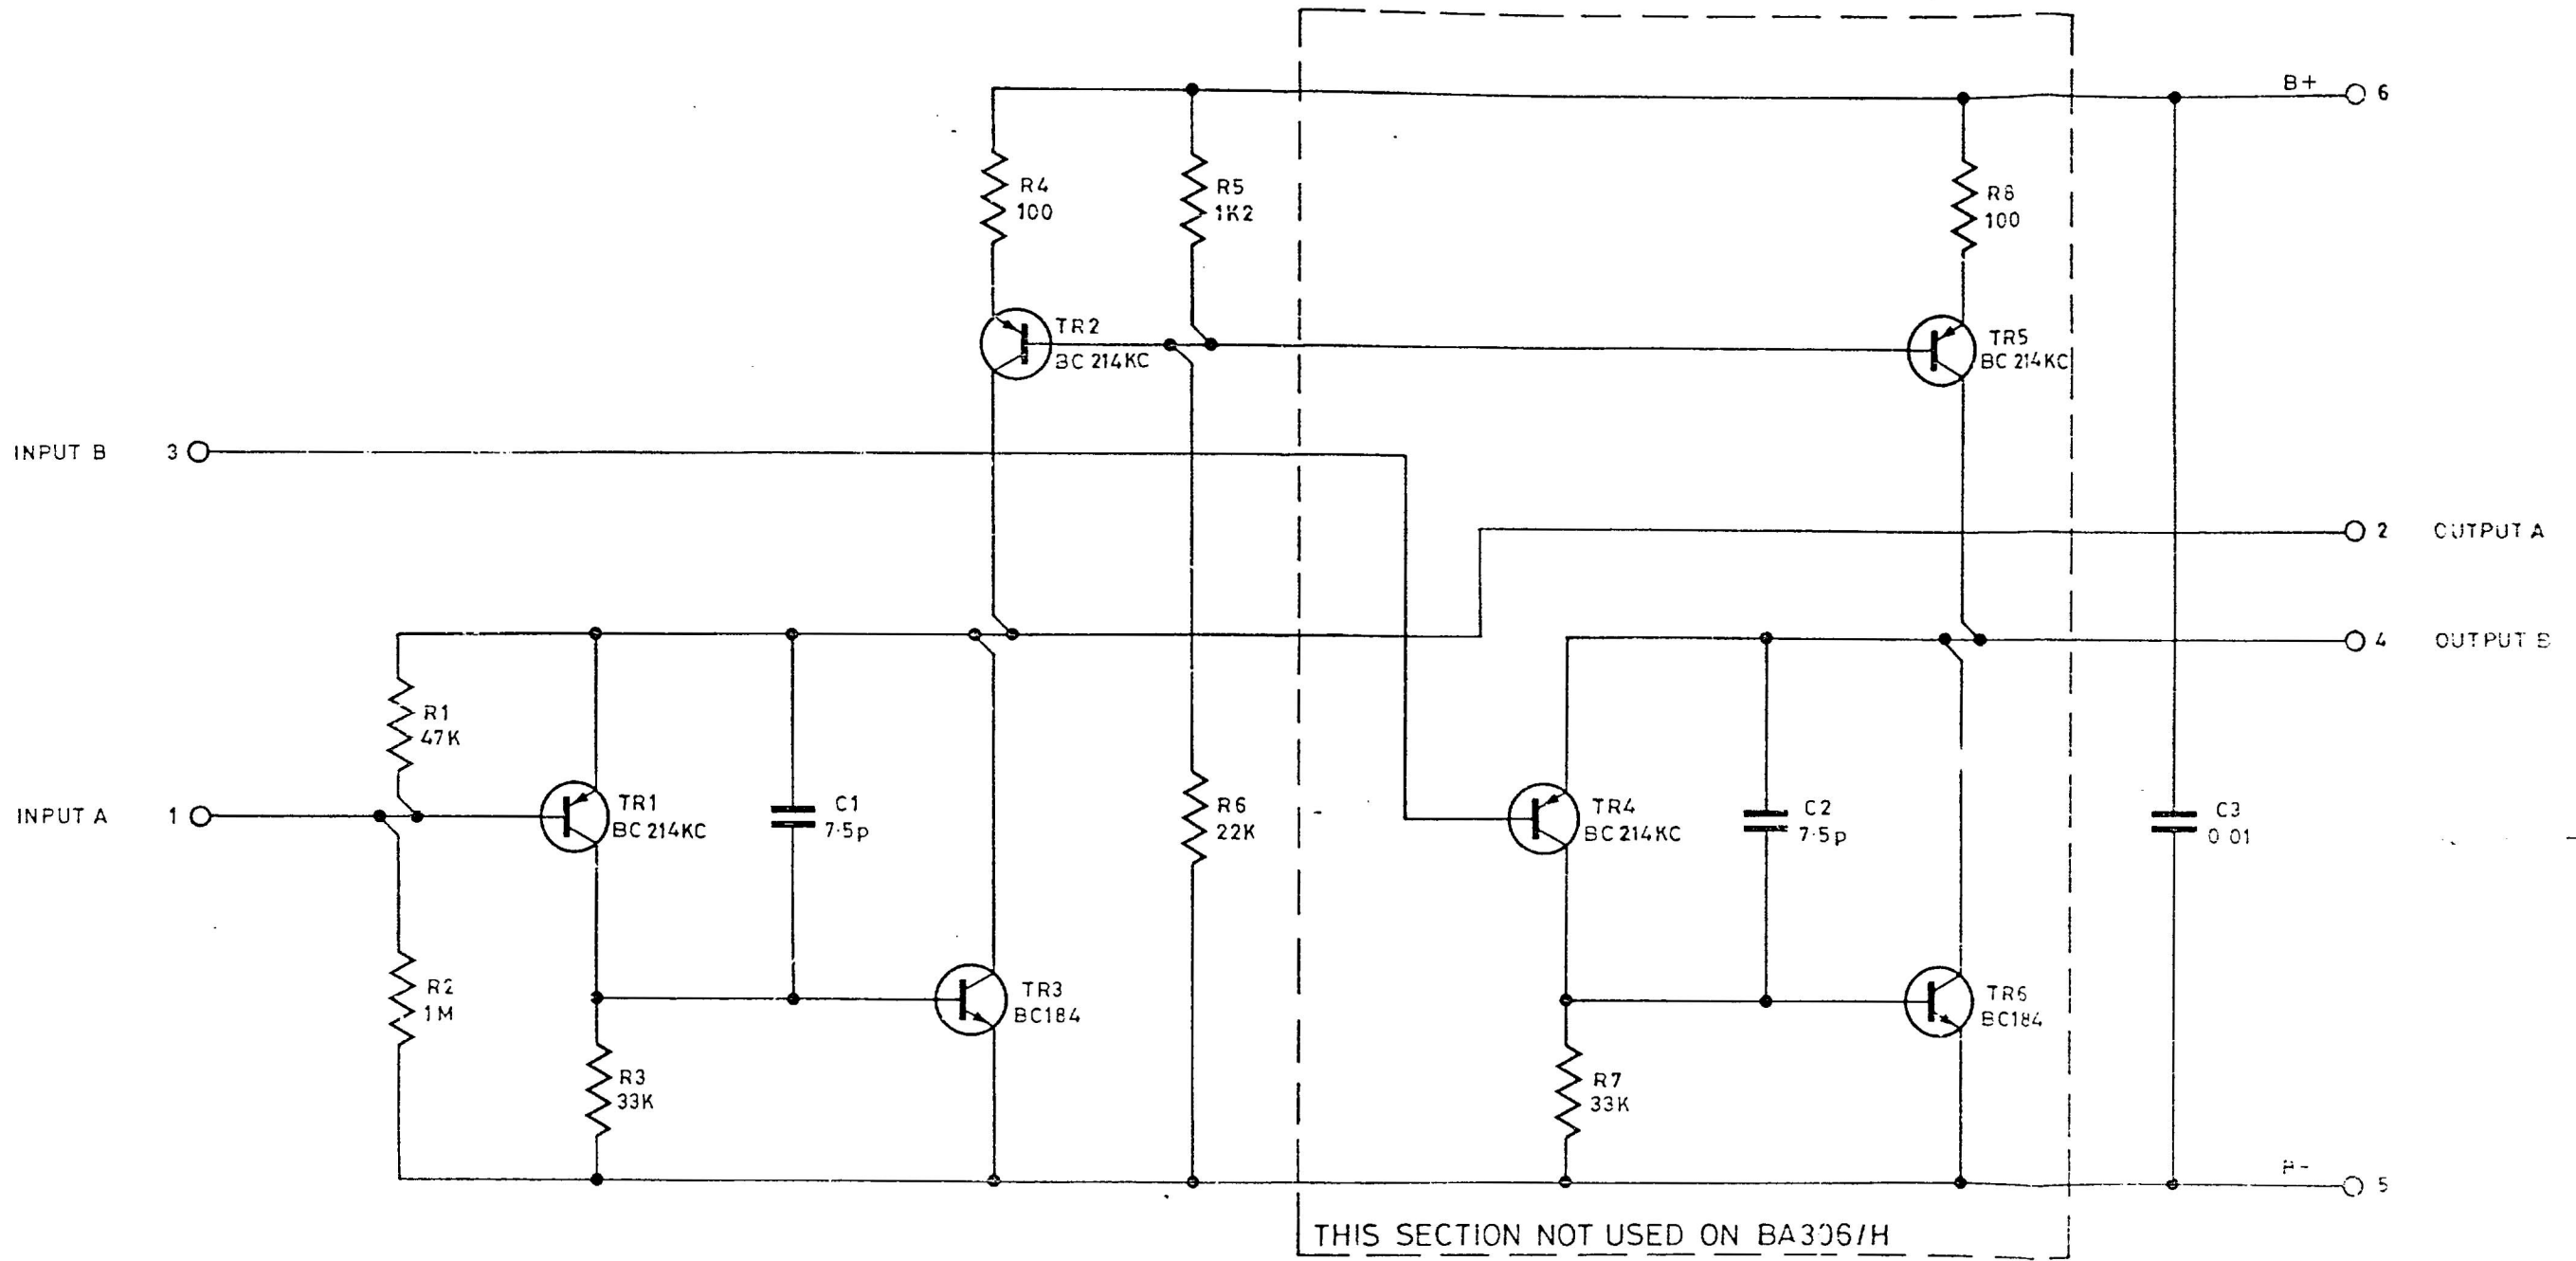 B+ 6
R4
100
R5
1K2
R8
100
TR2
BC 214KC
TR5
BC 214KC
INPUT B 3
2 OUTPUT A
4 OUTPUT B
R1
47K
INPUT A 1
TR1
BC 214KC
C1
7·5p
R6
22K
TR4
BC 214KC
C2
7·5p
C3
0 01
R2
1M
TR3
BC184
TR6
BC184
R3
33K
R7
33K
5
THIS SECTION NOT USED ON BA306/H